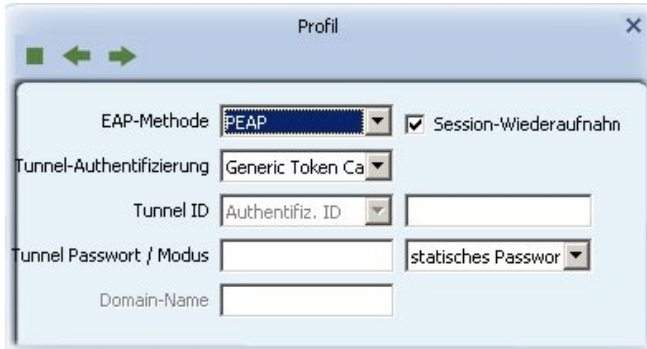 Profil
EAP-Methode PEAP Session-Wiederaufnahn
Tunnel-Authentifizierung Generic Token Ca
Tunnel ID Authentifiz. ID
Tunnel Passwort / Modus statisches Passwor
Domain-Name